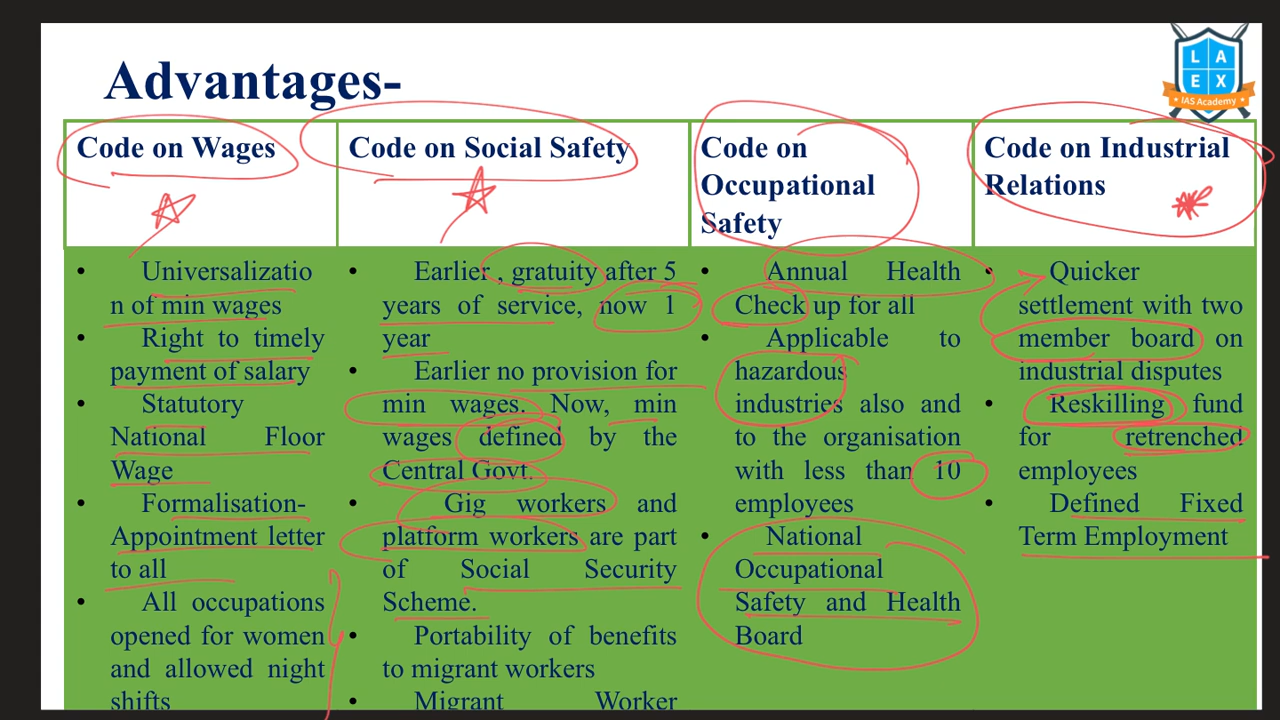 Advantages-
L A
E X
IAS Academy
Code on Wages
Code on Social Safety
Code on
Occupational
Safety
Code on Industrial
Relations
• Universalizatio
n of min wages
• Right to timely
payment of salary
• Statutory
National Floor
Wage
• Formalisation-
Appointment letter
to all
• All occupations
opened for women
and allowed night
shifts
• Earlier , gratuity after 5
years of service, now 1
year
• Earlier no provision for
min wages. Now, min
wages defined by the
Central Govt.
• Gig workers and
platform workers are part
of Social Security
Scheme.
• Portability of benefits
to migrant workers
• Migrant Worker
• Annual Health
Check up for all
• Applicable to
hazardous
industries also and
to the organisation
with less than 10
employees
• National
Occupational
Safety and Health
Board
• Quicker
settlement with two
member board on
industrial disputes
• Reskilling fund
for retrenched
employees
• Defined Fixed
Term Employment